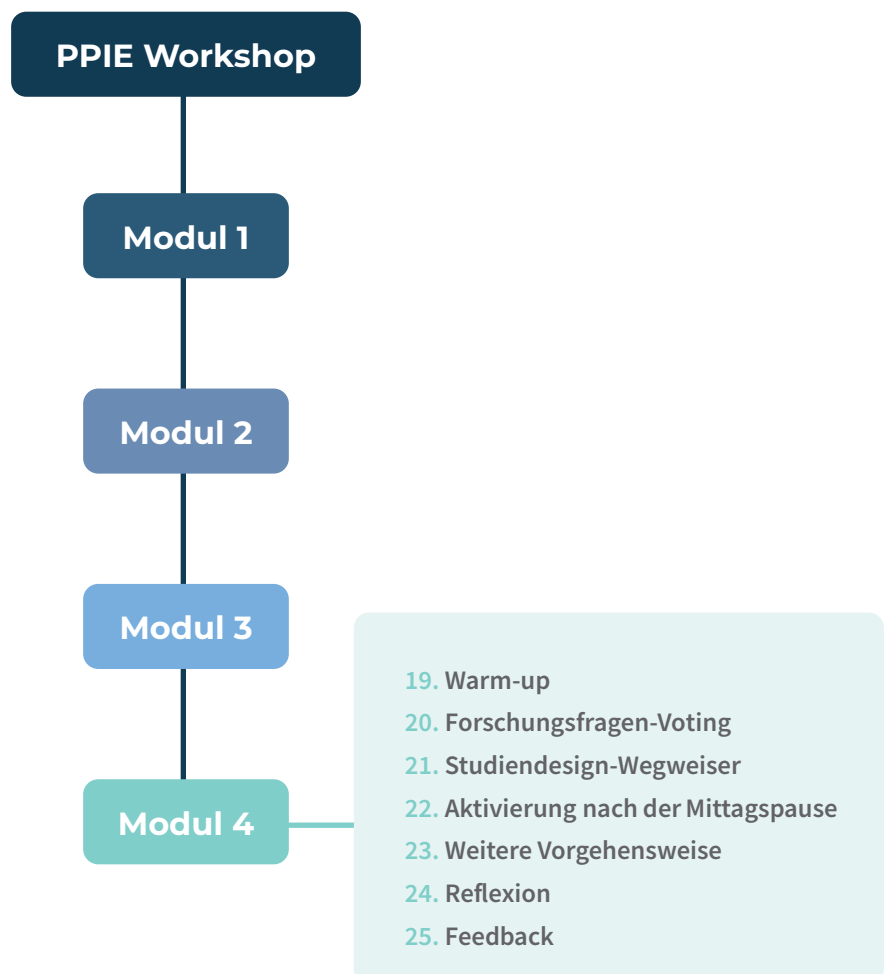 PPIE Workshop
Modul 1
Modul 2
Modul 3
Modul 4
19. Warm-up
20. Forschungsfragen-Voting
21. Studiendesign-Wegweiser
22. Aktivierung nach der Mittagspause
23. Weitere Vorgehensweise
24. Reflexion
25. Feedback